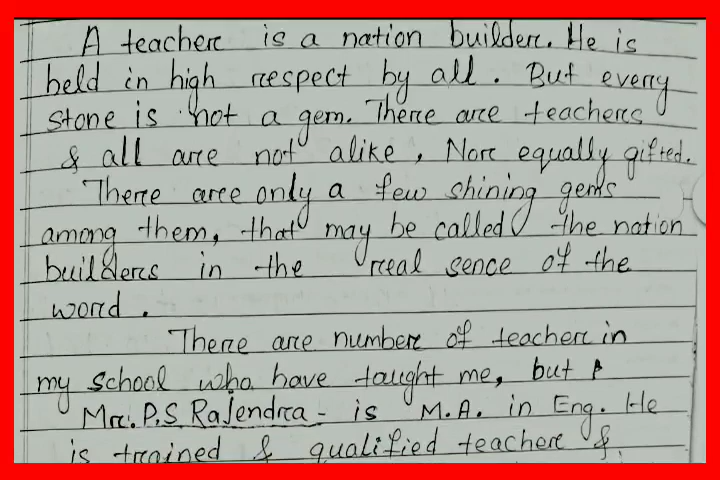 A teacher is a nation builder. He is
held in high respect by all. But every
stone is not a gem. There are teachers
& all are not alike, Nor equally gifted.
There are only a few shining gems
among them, that may be called the nation
builders in the real sence of the
word.
There are number of teacher in
my school who have taught me, but
Mr. P.S Rajendra - is M.A. in Eng. He
is trained & qualified teacher &